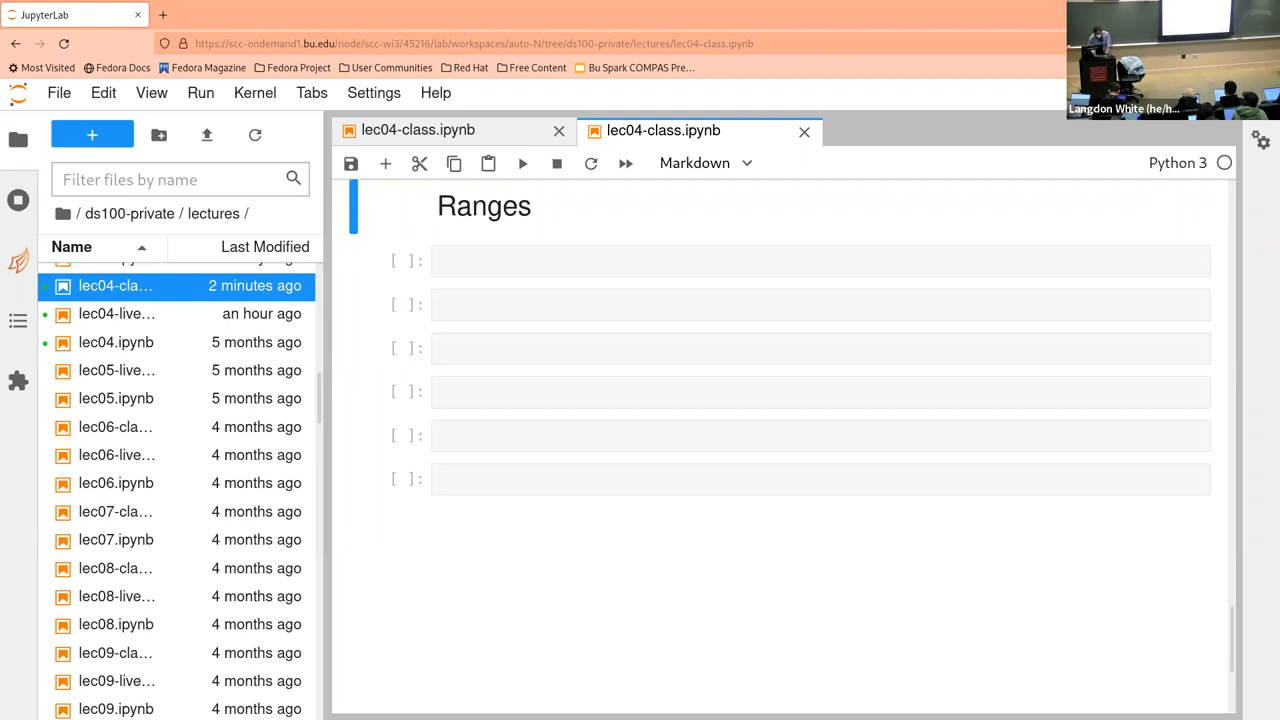 JupyterLab
https://scc-ondemand1.bu.edu/node/scc-wi3/45216/lab/workspaces/auto-N/tree/ds100-private/lectures/lec04-class.ipynb
Most Visited Fedora Docs Fedora Magazine Fedora Project User Communities Red Hat Free Content Bu Spark COMPAS Pre…
Langdon White (he/h...
File Edit View Run Kernel Tabs Settings Help
lec04-class.ipynb
lec04-class.ipynb
Markdown
Python 3
Filter files by name
/ ds100-private / lectures /
Name Last Modified
lec04-cla… 2 minutes ago
lec04-live… an hour ago
lec04.ipynb 5 months ago
lec05-live… 5 months ago
lec05.ipynb 5 months ago
lec06-cla… 4 months ago
lec06-live… 4 months ago
lec06.ipynb 4 months ago
lec07-cla… 4 months ago
lec07.ipynb 4 months ago
lec08-cla… 4 months ago
lec08-live… 4 months ago
lec08.ipynb 4 months ago
lec09-cla… 4 months ago
lec09-live… 4 months ago
lec09.ipynb 4 months ago
Ranges
[ ]:
[ ]:
[ ]:
[ ]:
[ ]:
[ ]: